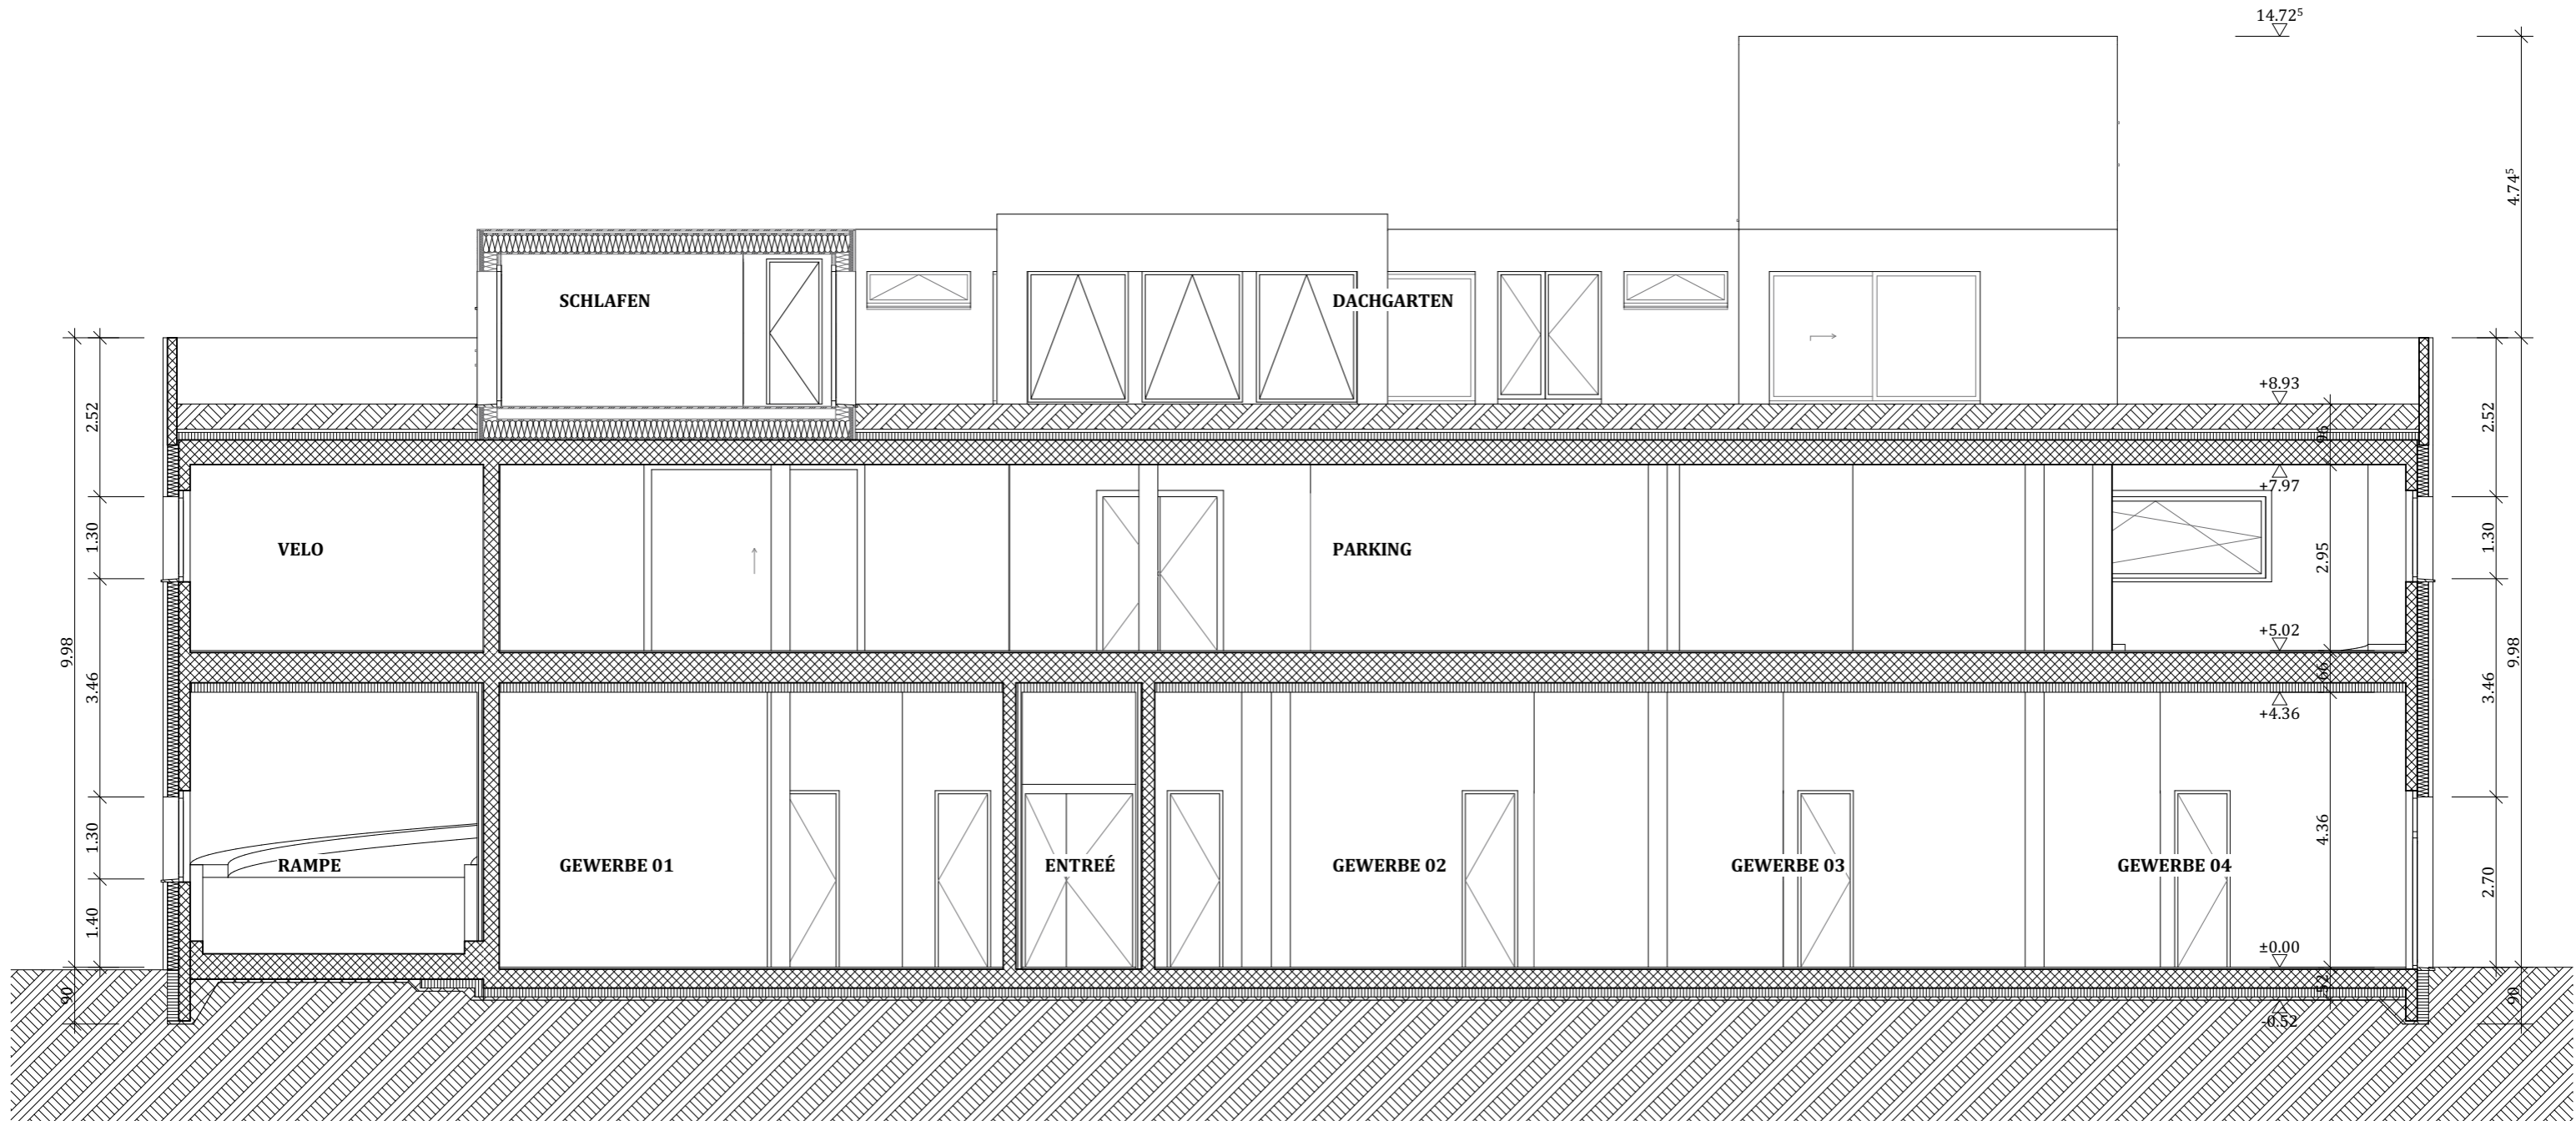 14.72⁵
4.74⁵
SCHLAFEN
DACHGARTEN
+8.93
2.52
2.52
96
+7.97
1.30
VELO
PARKING
2.95
1.30
+5.02
9.98
3.46
66
3.46
9.98
+4.36
1.30
RAMPE
GEWERBE 01
ENTREÉ
GEWERBE 02
GEWERBE 03
GEWERBE 04
4.36
2.70
1.40
±0.00
90
52
90
-0.52